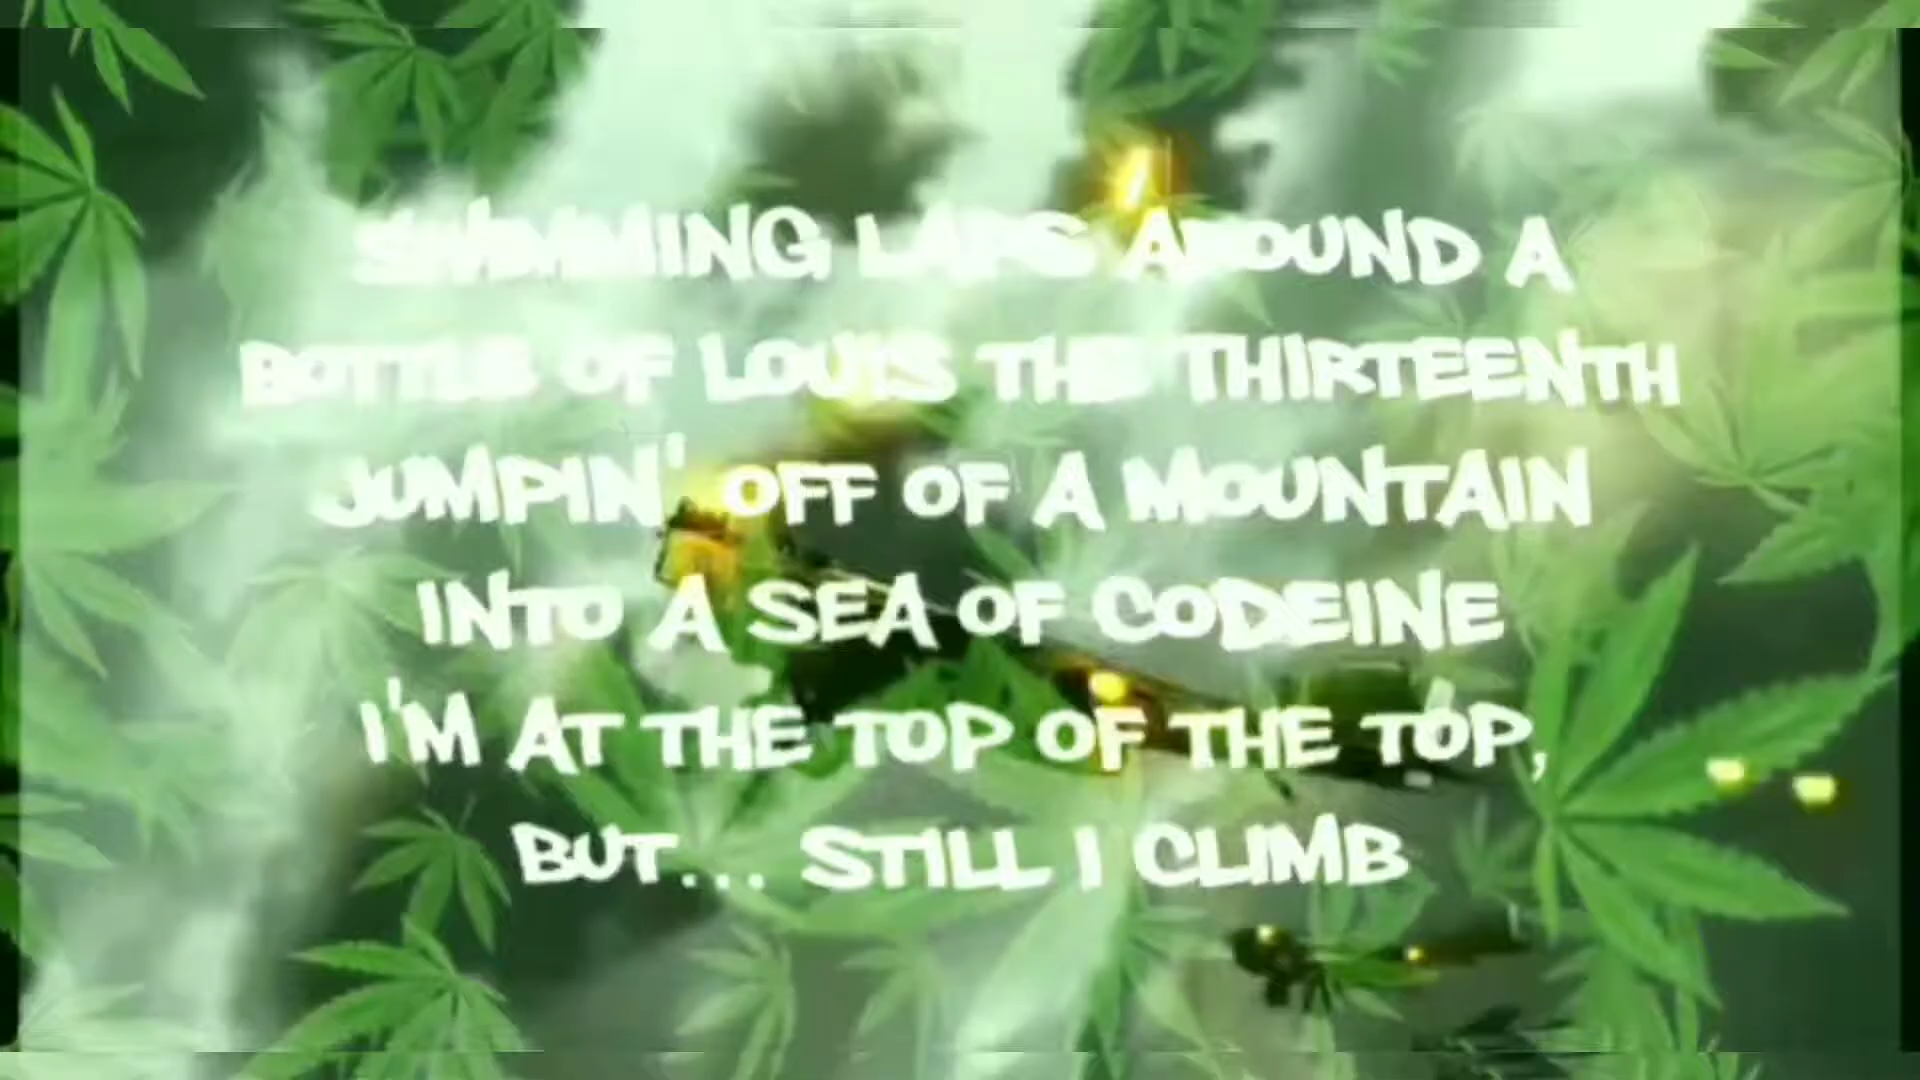 SWIMMING LAPS AROUND A
BOTTLE OF LOUIS THE THIRTEENTH
JUMPIN' OFF OF A MOUNTAIN
INTO A SEA OF CODEINE
I'M AT THE TOP OF THE TOP,
BUT... STILL I CLIMB